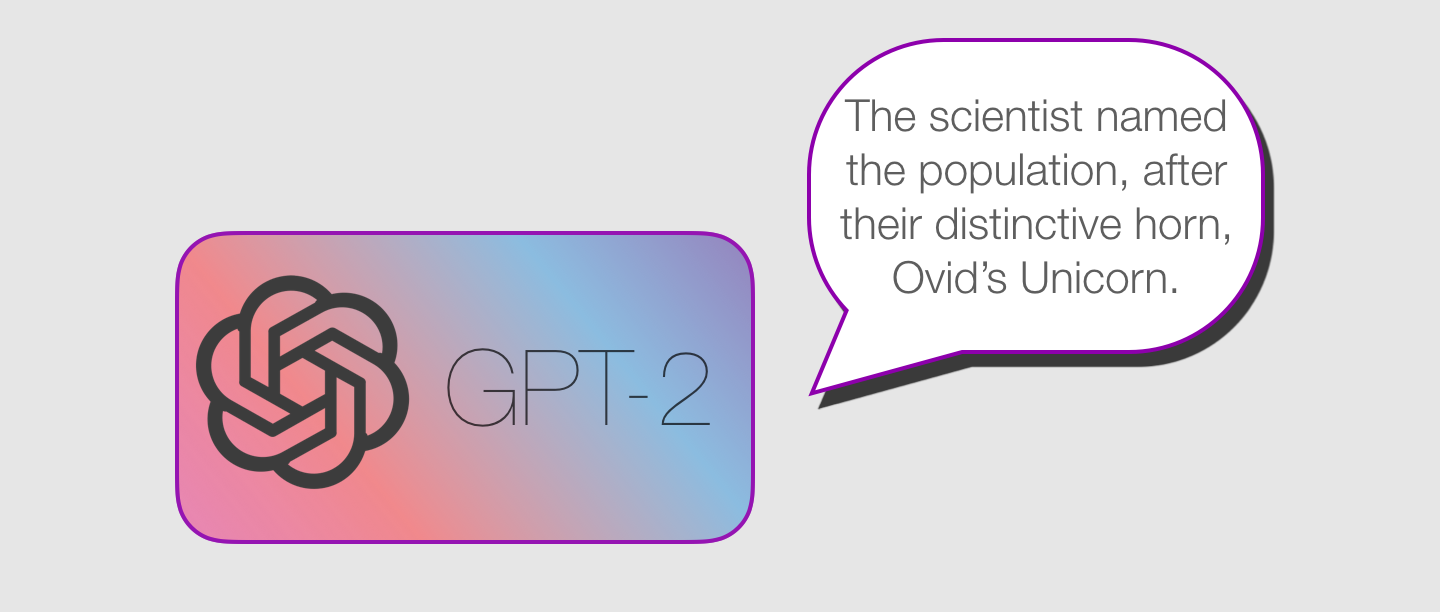 The scientist named
the population, after
their distinctive horn,
Ovid’s Unicorn.
GPT-2